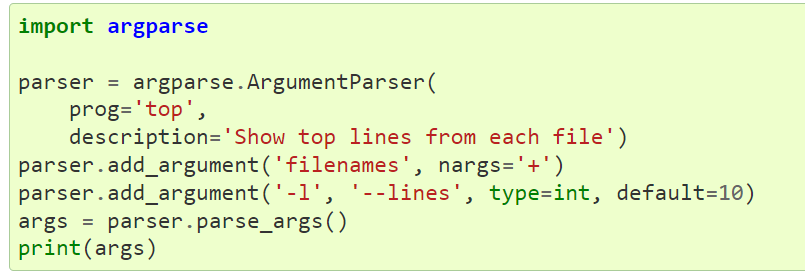 import argparse
parser = argparse.ArgumentParser(
    prog='top',
    description='Show top lines from each file')
parser.add_argument('filenames', nargs='+')
parser.add_argument('-l', '--lines', type=int, default=10)
args = parser.parse_args()
print(args)